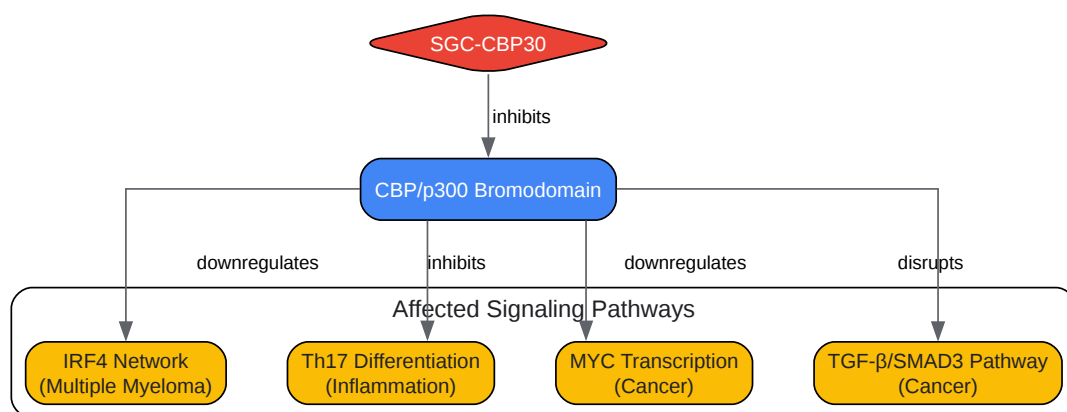 SGC-CBP30
inhibits
CBP/p300 Bromodomain
downregulates
inhibits
downregulates
disrupts
Affected Signaling Pathways
IRF4 Network
(Multiple Myeloma)
Th17 Differentiation
(Inflammation)
MYC Transcription
(Cancer)
TGF-β/SMAD3 Pathway
(Cancer)